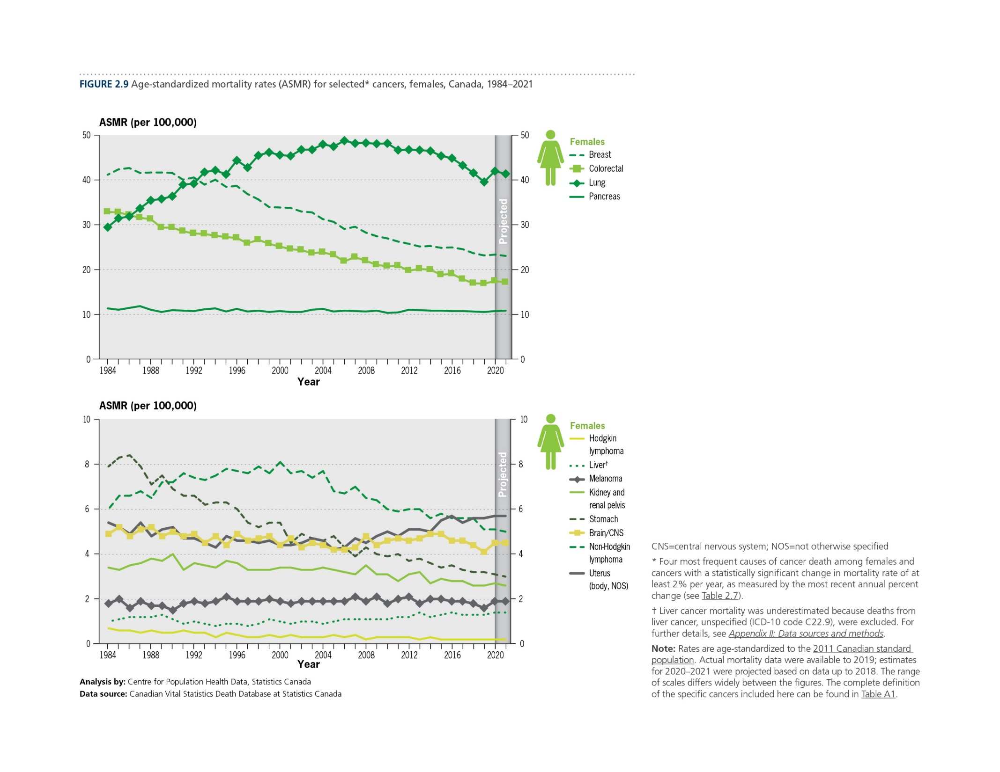 FIGURE 2.9 Age-standardized mortality rates (ASMR) for selected* cancers, females, Canada, 1984–2021
ASMR (per 100,000)
50
40
30
20
10
0
50
40
30
20
10
0
Projected
1984 1988 1992 1996 2000 2004 2008 2012 2016 2020
Year
Females
Breast
Colorectal
Lung
Pancreas
ASMR (per 100,000)
10
8
6
4
2
0
10
8
6
4
2
0
Projected
1984 1988 1992 1996 2000 2004 2008 2012 2016 2020
Year
Females
Hodgkin
lymphoma
Liver†
Melanoma
Kidney and
renal pelvis
Stomach
Brain/CNS
Non-Hodgkin
lymphoma
Uterus
(body, NOS)
Analysis by: Centre for Population Health Data, Statistics Canada
Data source: Canadian Vital Statistics Death Database at Statistics Canada
CNS=central nervous system; NOS=not otherwise specified
* Four most frequent causes of cancer death among females and
cancers with a statistically significant change in mortality rate of at
least 2% per year, as measured by the most recent annual percent
change (see Table 2.7).
† Liver cancer mortality was underestimated because deaths from
liver cancer, unspecified (ICD-10 code C22.9), were excluded. For
further details, see Appendix II: Data sources and methods.
Note: Rates are age-standardized to the 2011 Canadian standard
population. Actual mortality data were available to 2019; estimates
for 2020–2021 were projected based on data up to 2018. The range
of scales differs widely between the figures. The complete definition
of the specific cancers included here can be found in Table A1.